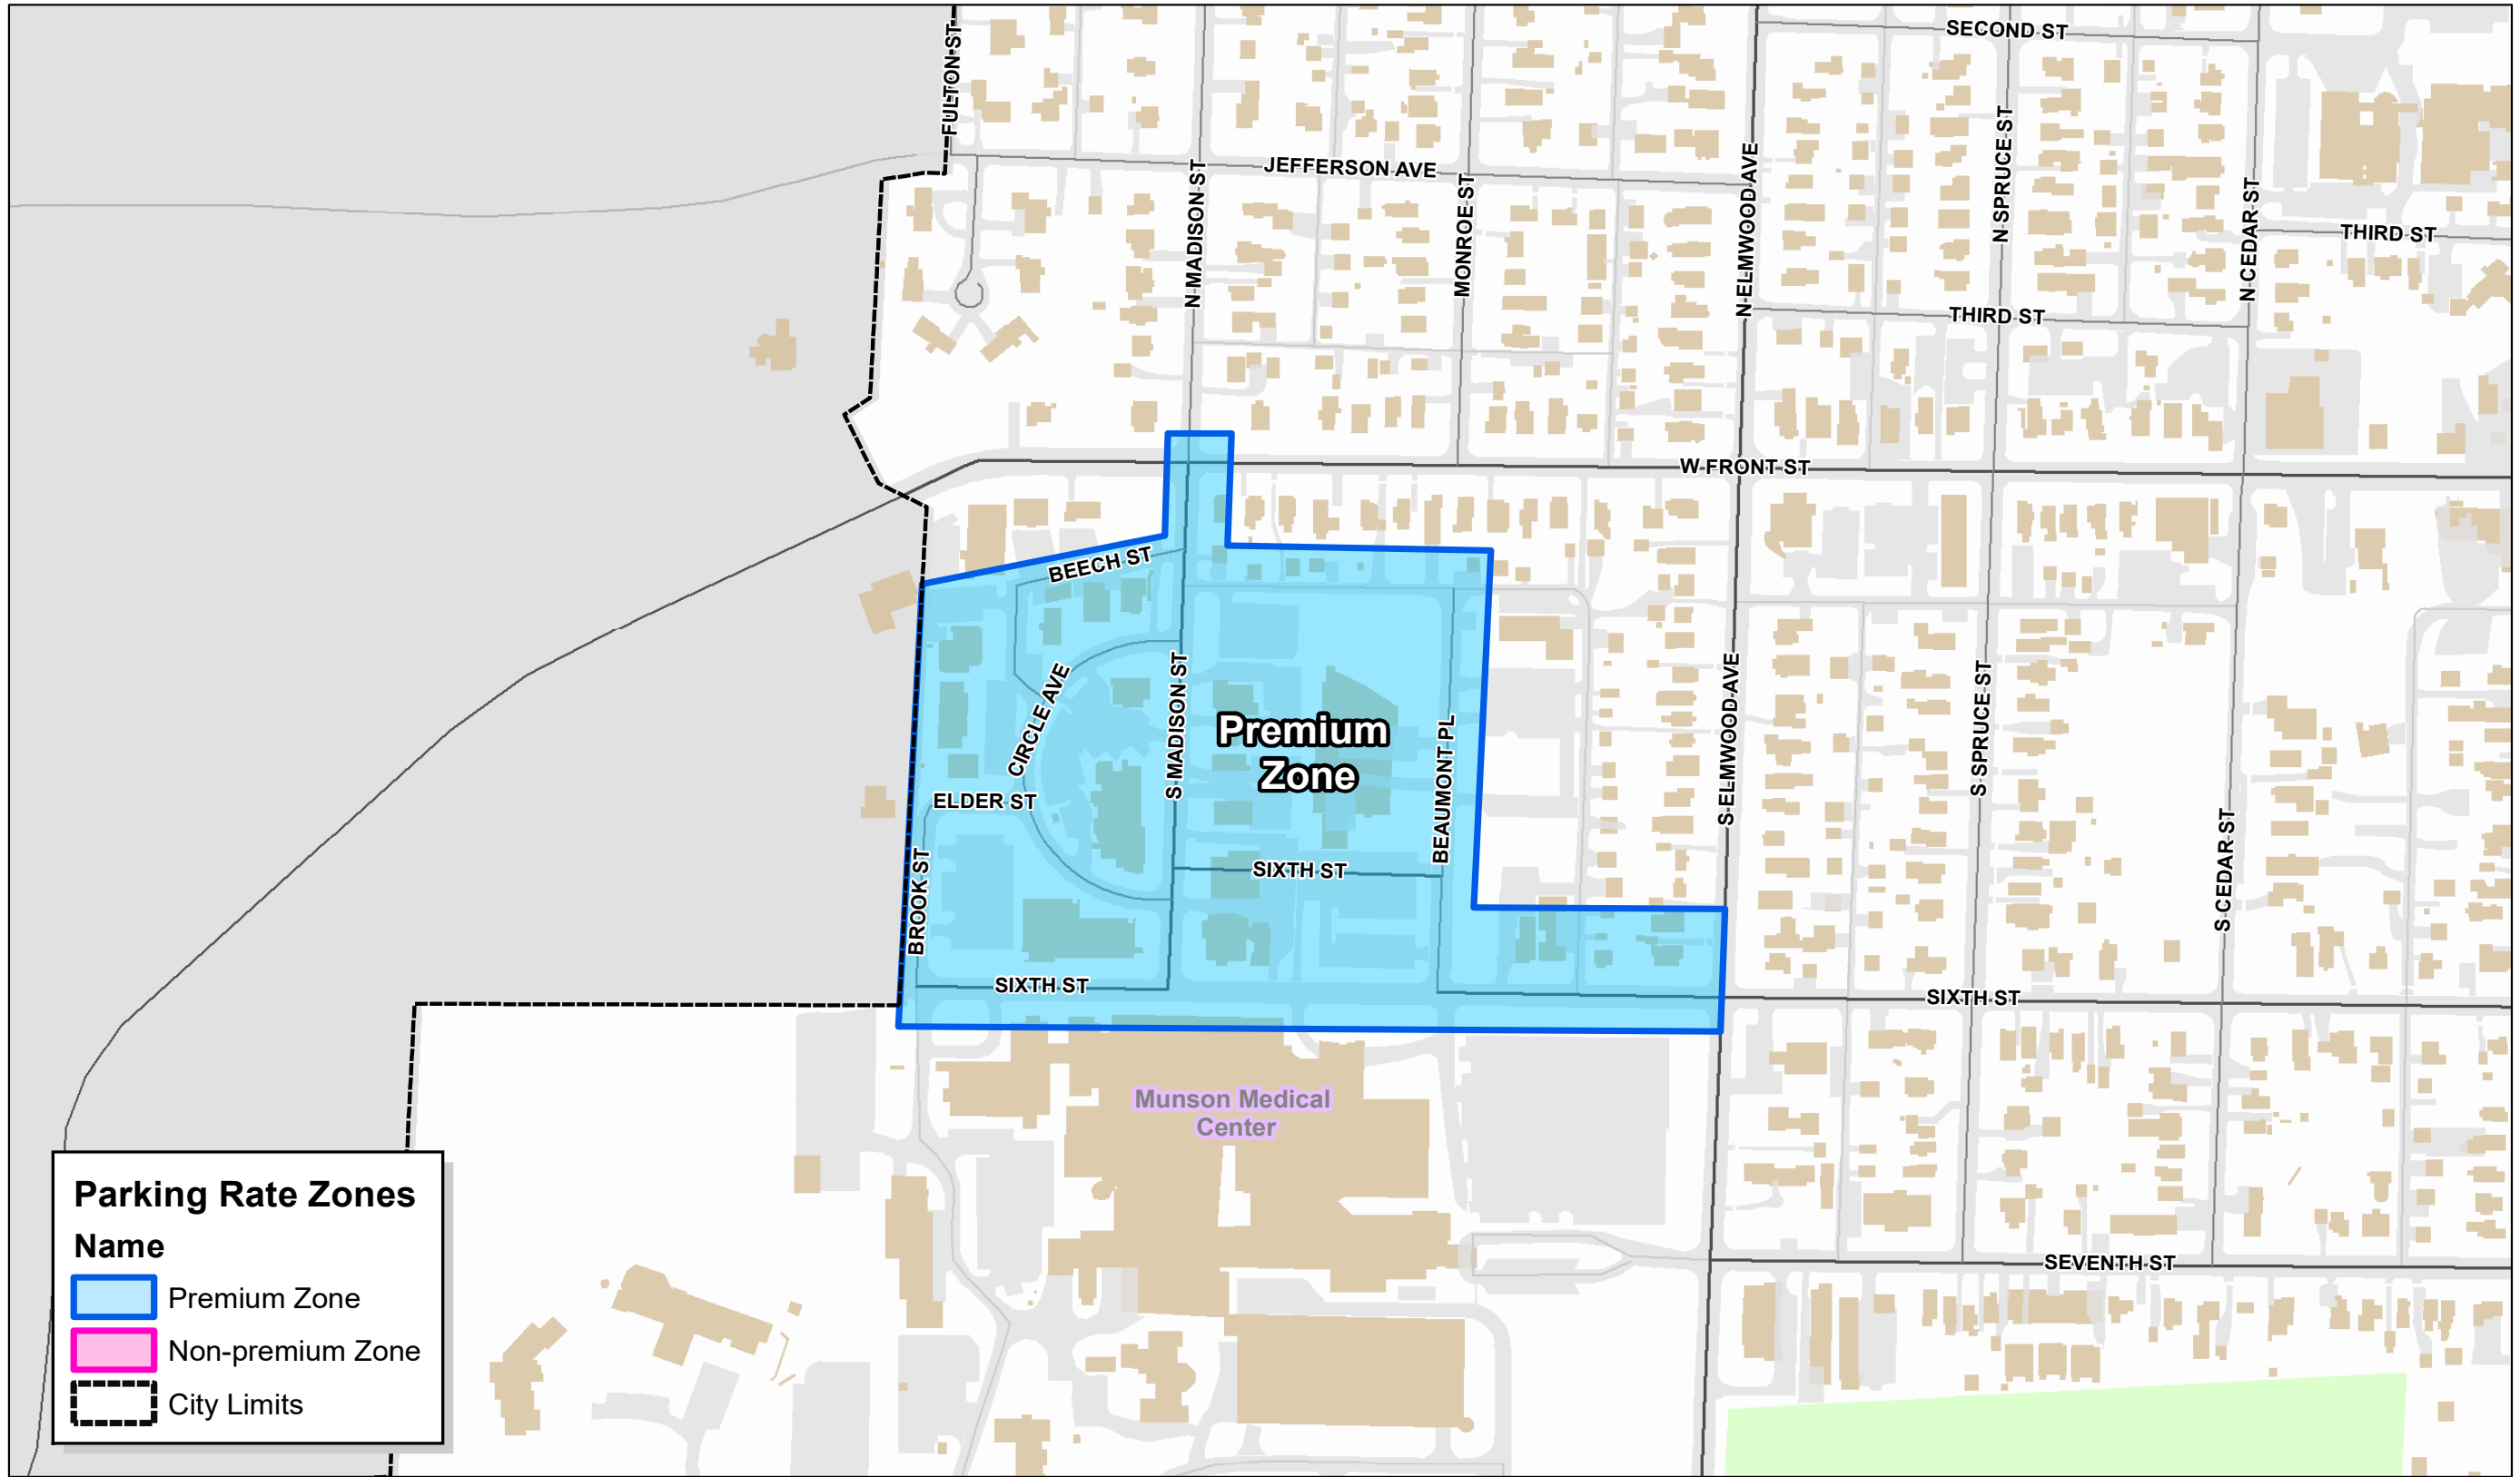 SECOND ST
FULTON ST
N SPRUCE ST
JEFFERSON AVE
N MADISON ST
MONROE ST
N ELMWOOD AVE
N CEDAR ST
THIRD ST
THIRD ST
W FRONT ST
BEECH ST
CIRCLE AVE
S MADISON ST
Premium
Zone
BEAUMONT PL
S ELMWOOD AVE
S SPRUCE ST
ELDER ST
BROOK ST
SIXTH ST
S CEDAR ST
SIXTH ST
SIXTH ST
Munson Medical
Center
SEVENTH ST
Parking Rate Zones
Name
Premium Zone
Non-premium Zone
City Limits